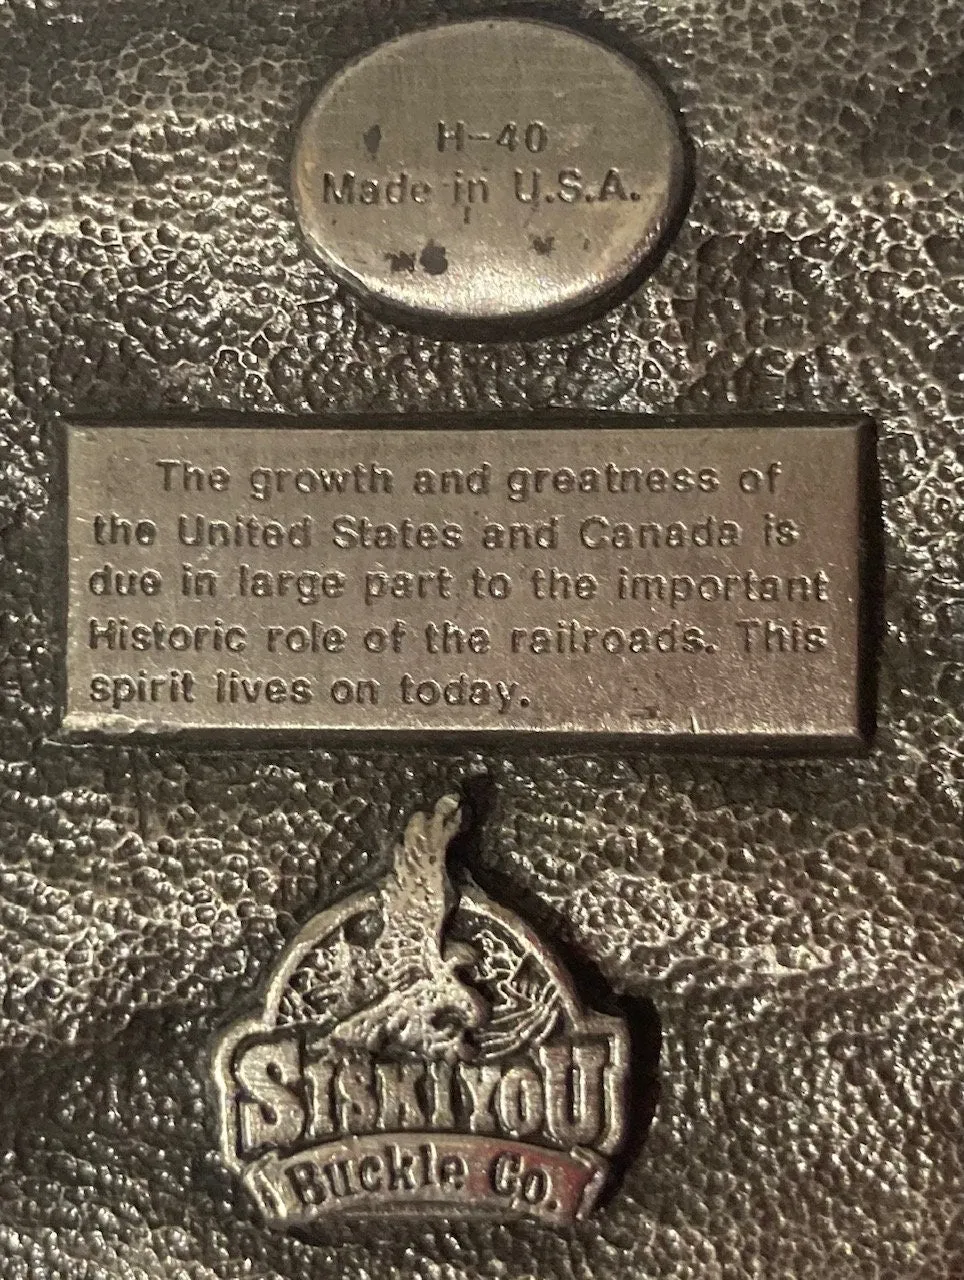 H-40
Made in U.S.A.
The growth and greatness of
the United States and Canada is
due in large part to the important
Historic role of the railroads. This
spirit lives on today.
SISKIYOU
Buckle Co.